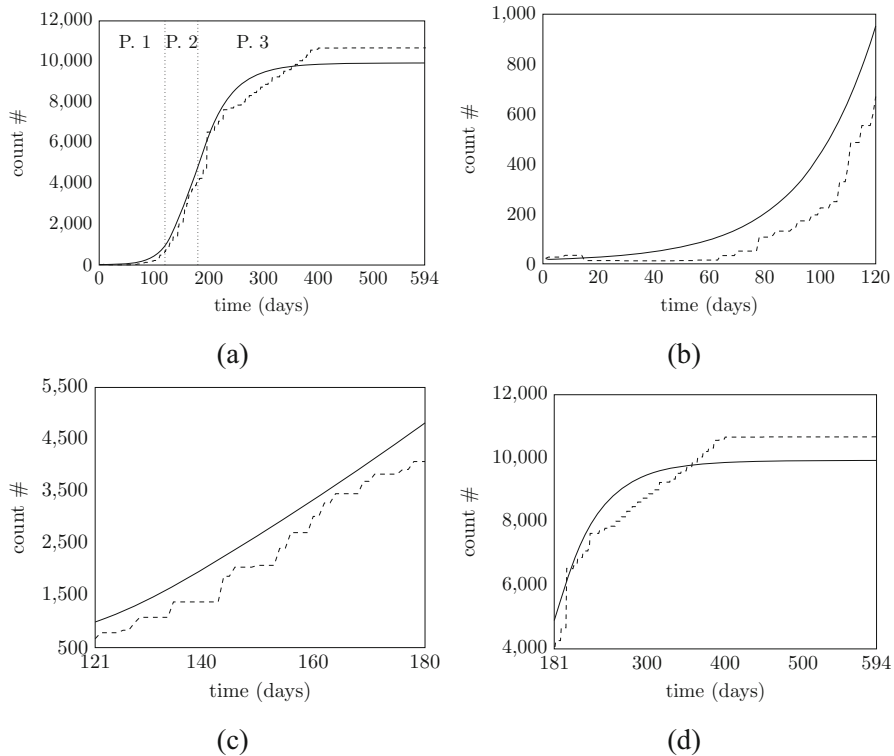 12,000
10,000
8,000
6,000
4,000
2,000
0
count #
P. 1 P. 2 P. 3
0 100 200 300 400 500 594
time (days)
(a)
1,000
800
600
400
200
0
count #
0 20 40 60 80 100 120
time (days)
(b)
5,500
4,500
3,500
2,500
1,500
500
count #
121 140 160 180
time (days)
(c)
12,000
10,000
8,000
6,000
4,000
count #
181 300 400 500 594
time (days)
(d)